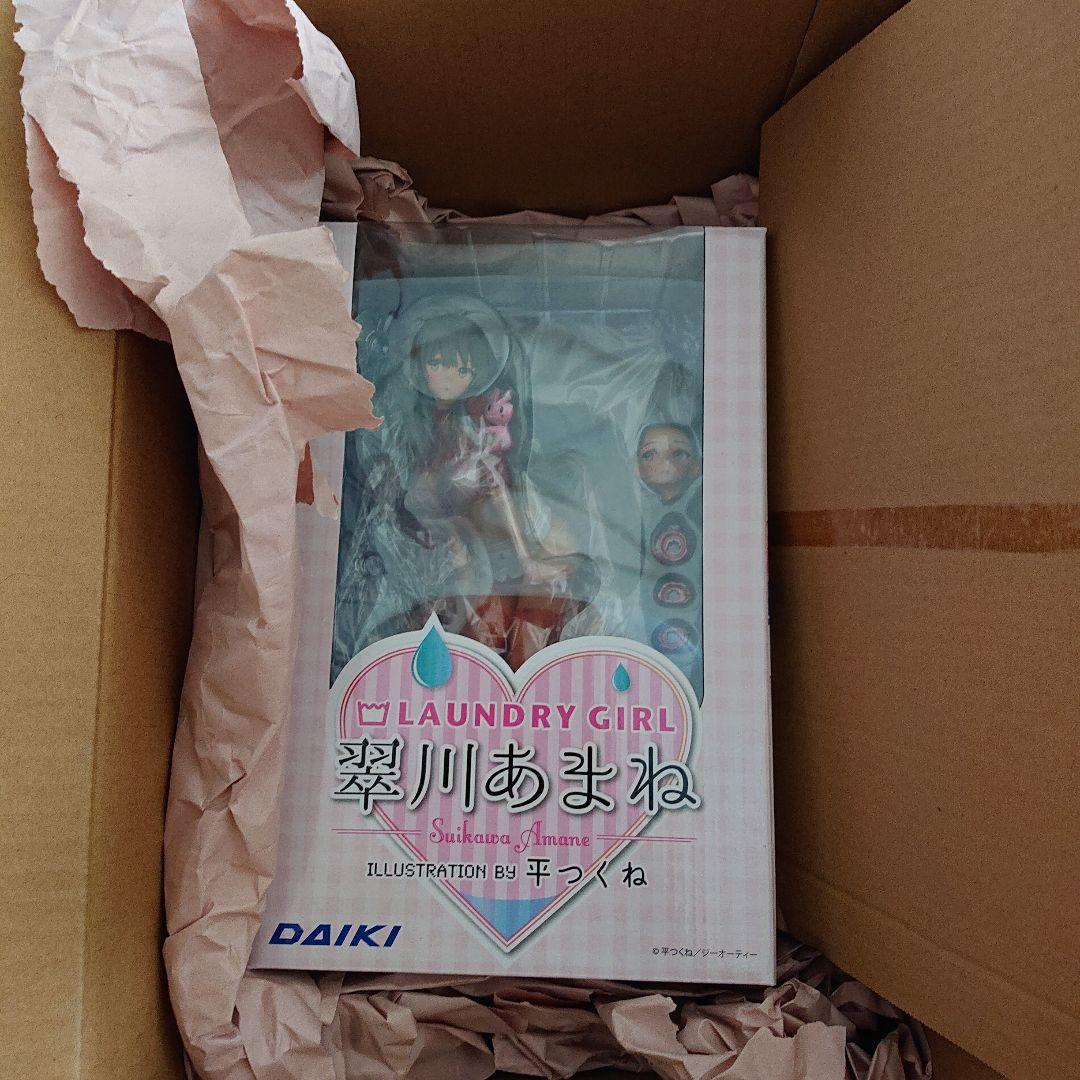 LAUNDRY GIRL
翠川あまね
Suikawa Amane
ILLUSTRATION BY 平つくね
DAIKI
©平つくね/ジーオーティー